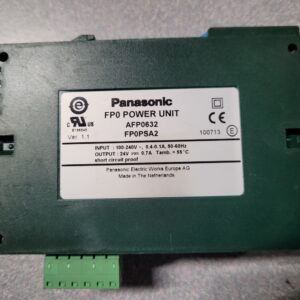 Panasonic
FP0 POWER UNIT
AFP0632
FP0PSA2
Ver. 1.1
100713
INPUT : 100-240V ~, 0.4-0.1A, 50-60Hz
OUTPUT : 24V 0.7A Tamb. = 55°C
short circuit proof
Panasonic Electric Works Europe AG
Made in The Netherlands